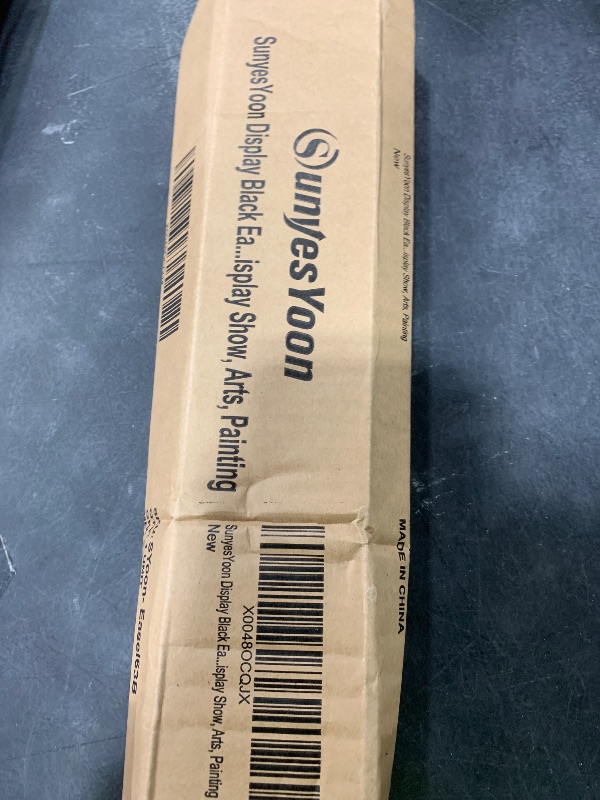 SunyesYoon Display Black Ea...isplay Show, Arts, Painting
New
SunyesYoon
SunyesYoon Display Black Ea...isplay Show, Arts, Painting
MADE IN CHINA
X0048OCQJX
SunyesYoon Display Black Ea...isplay Show, Arts, Painting
New